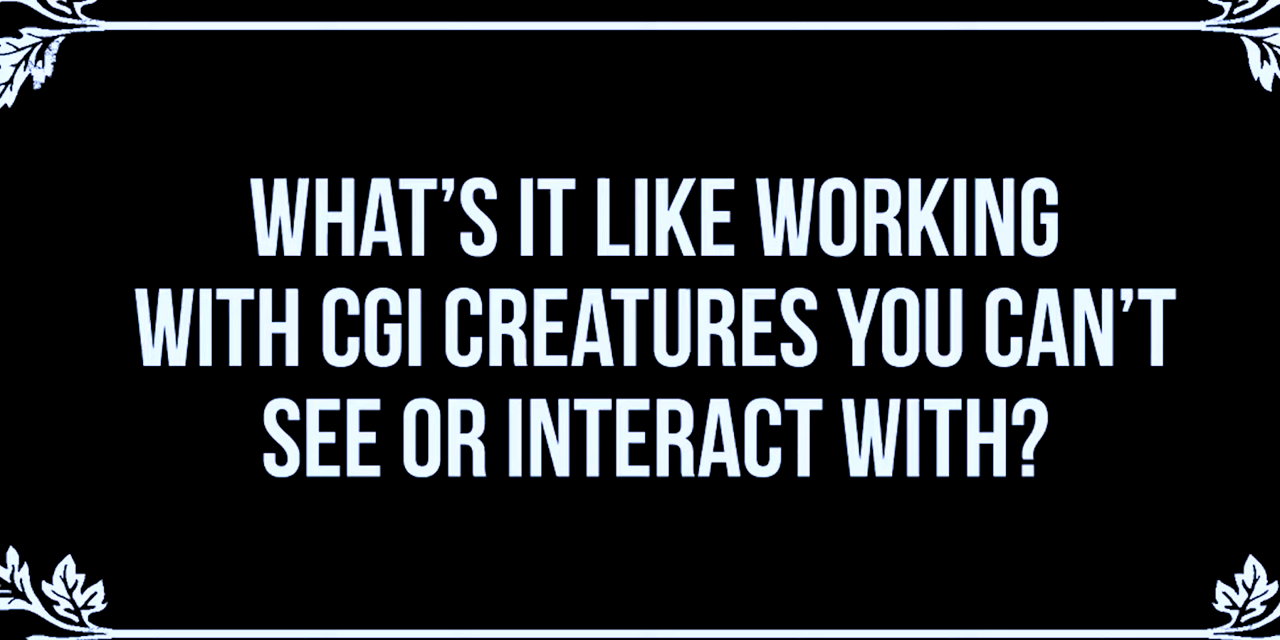 WHAT’S IT LIKE WORKING
WITH CGI CREATURES YOU CAN’T
SEE OR INTERACT WITH?